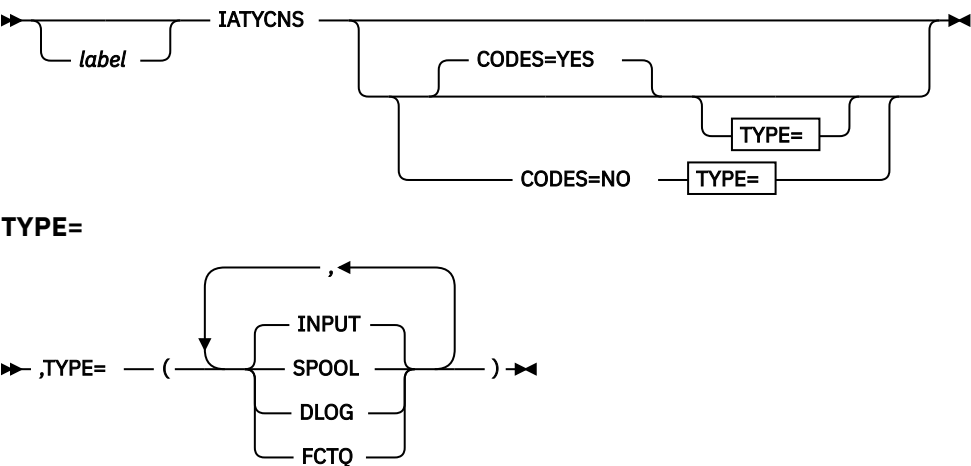 IATYCNS
label
CODES=YES
TYPE=
CODES=NO TYPE=
TYPE=
,
INPUT
,TYPE= ( SPOOL )
DLOG
FCTQ